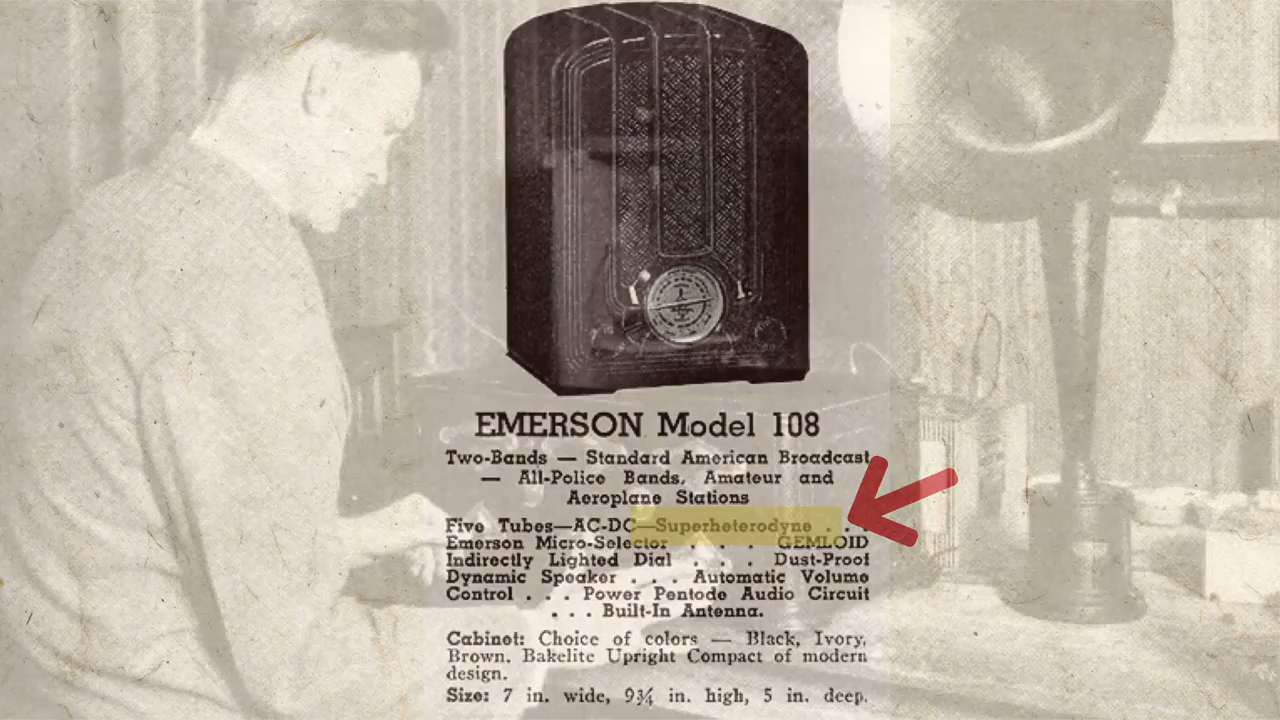 EMERSON Model 108
Two-Bands — Standard American Broadcast
— All-Police Bands, Amateur and
Aeroplane Stations
Five Tubes—AC-DC—Superheterodyne . . .
Emerson Micro-Selector . . . GEMLOID
Indirectly Lighted Dial . . . Dust-Proof
Dynamic Speaker . . . Automatic Volume
Control . . . Power Pentode Audio Circuit
. . . Built-In Antenna.
Cabinet: Choice of colors — Black, Ivory,
Brown. Bakelite Upright Compact of modern
design.
Size: 7 in. wide, 9¾ in. high, 5 in. deep.